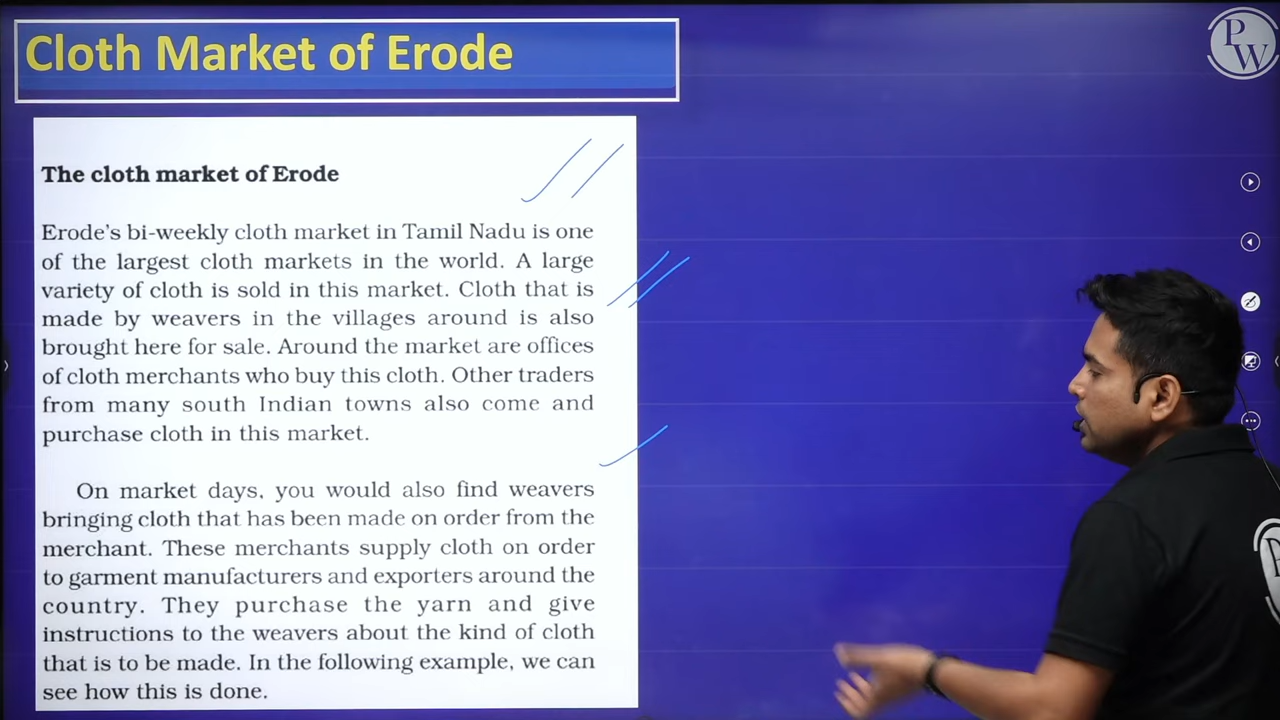 Cloth Market of Erode
PW
The cloth market of Erode
Erode's bi-weekly cloth market in Tamil Nadu is one
of the largest cloth markets in the world. A large
variety of cloth is sold in this market. Cloth that is
made by weavers in the villages around is also
brought here for sale. Around the market are offices
of cloth merchants who buy this cloth. Other traders
from many south Indian towns also come and
purchase cloth in this market.
On market days, you would also find weavers
bringing cloth that has been made on order from the
merchant. These merchants supply cloth on order
to garment manufacturers and exporters around the
country. They purchase the yarn and give
instructions to the weavers about the kind of cloth
that is to be made. In the following example, we can
see how this is done.